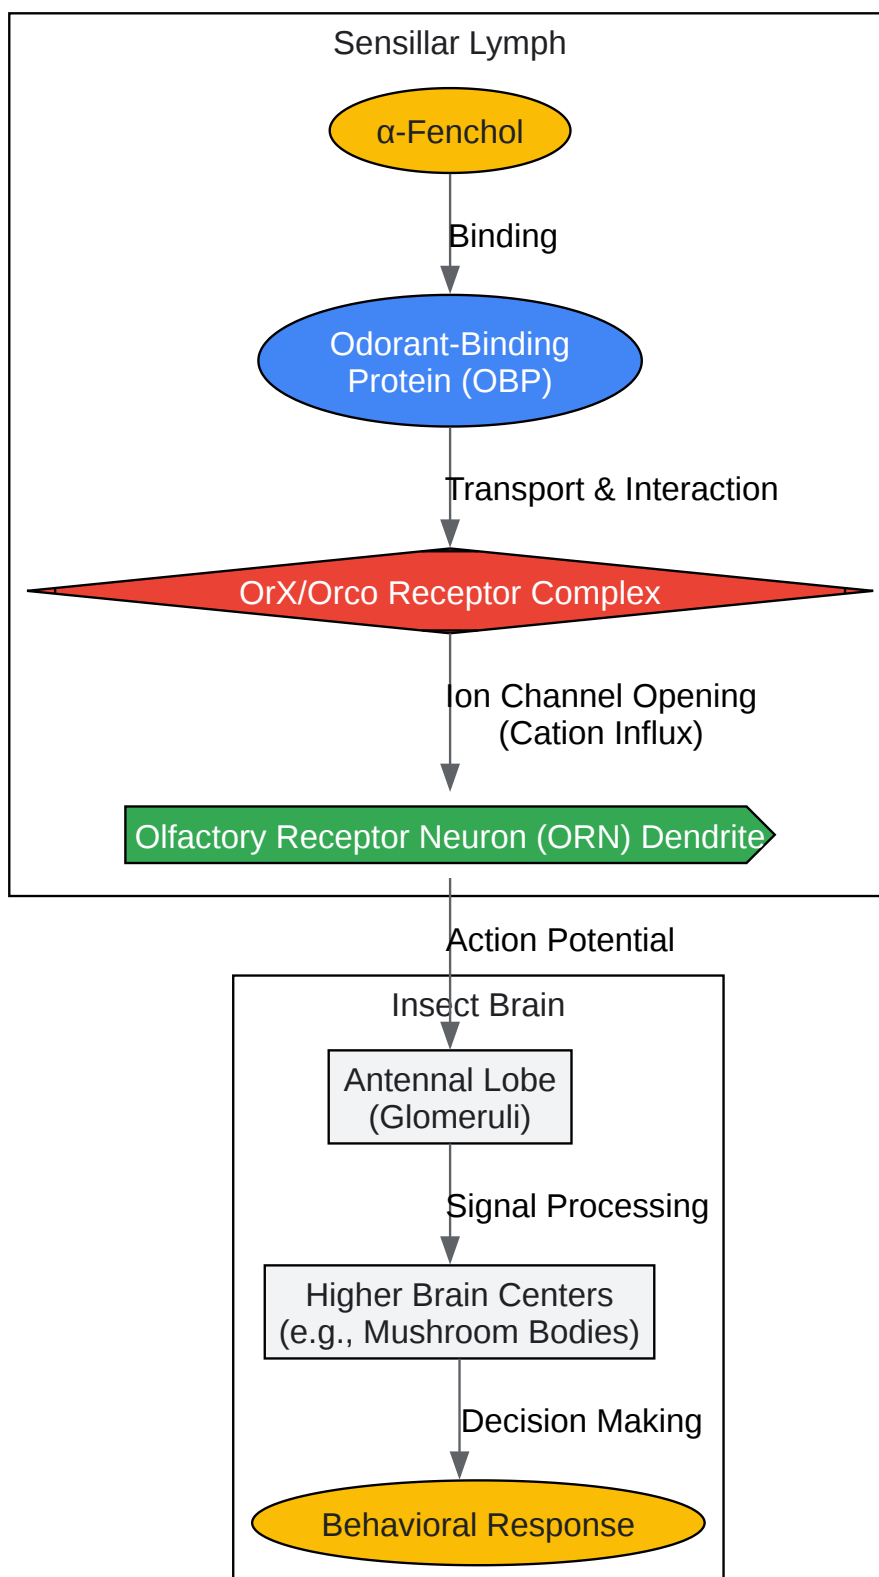 Sensillar Lymph
α-Fenchol
Binding
Odorant-Binding
Protein (OBP)
Transport & Interaction
OrX/Orco Receptor Complex
Ion Channel Opening
(Cation Influx)
Olfactory Receptor Neuron (ORN) Dendrite
Action Potential
Insect Brain
Antennal Lobe
(Glomeruli)
Signal Processing
Higher Brain Centers
(e.g., Mushroom Bodies)
Decision Making
Behavioral Response